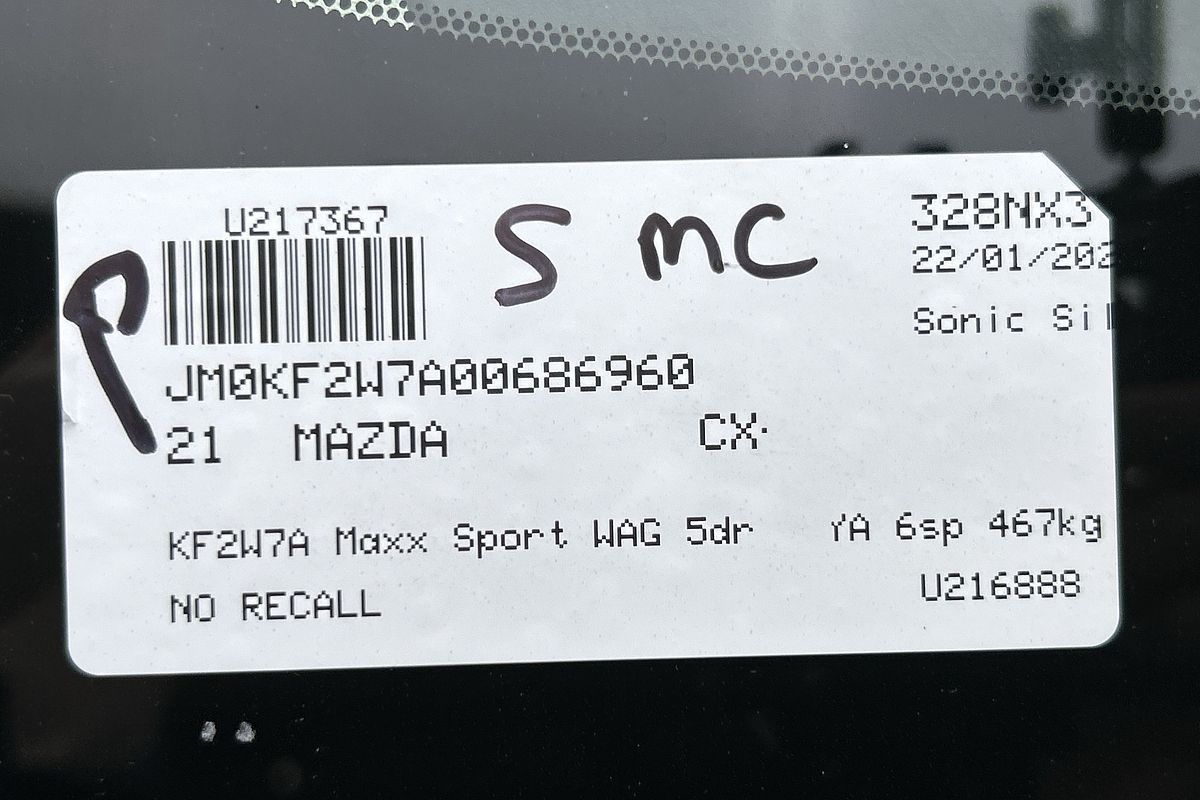 U217367
P
S MC
328NX3
22/01/202
Sonic Sil
JM0KF2W7A00686960
21 MAZDA CX-
KF2W7A Maxx Sport WAG 5dr YA 6sp 467kg
NO RECALL
U216888